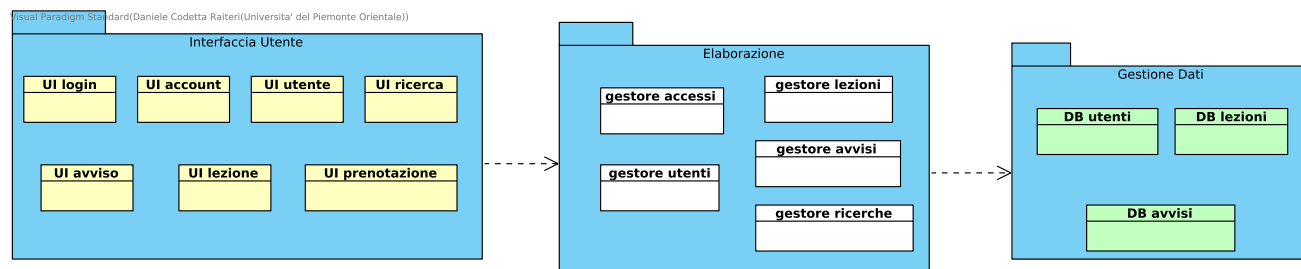 Visual Paradigm Standard(Daniele Codetta Raiteri(Universita' del Piemonte Orientale))
Interfaccia Utente
UI login
UI account
UI utente
UI ricerca
UI avviso
UI lezione
UI prenotazione
Elaborazione
gestore accessi
gestore lezioni
gestore avvisi
gestore utenti
gestore ricerche
Gestione Dati
DB utenti
DB lezioni
DB avvisi